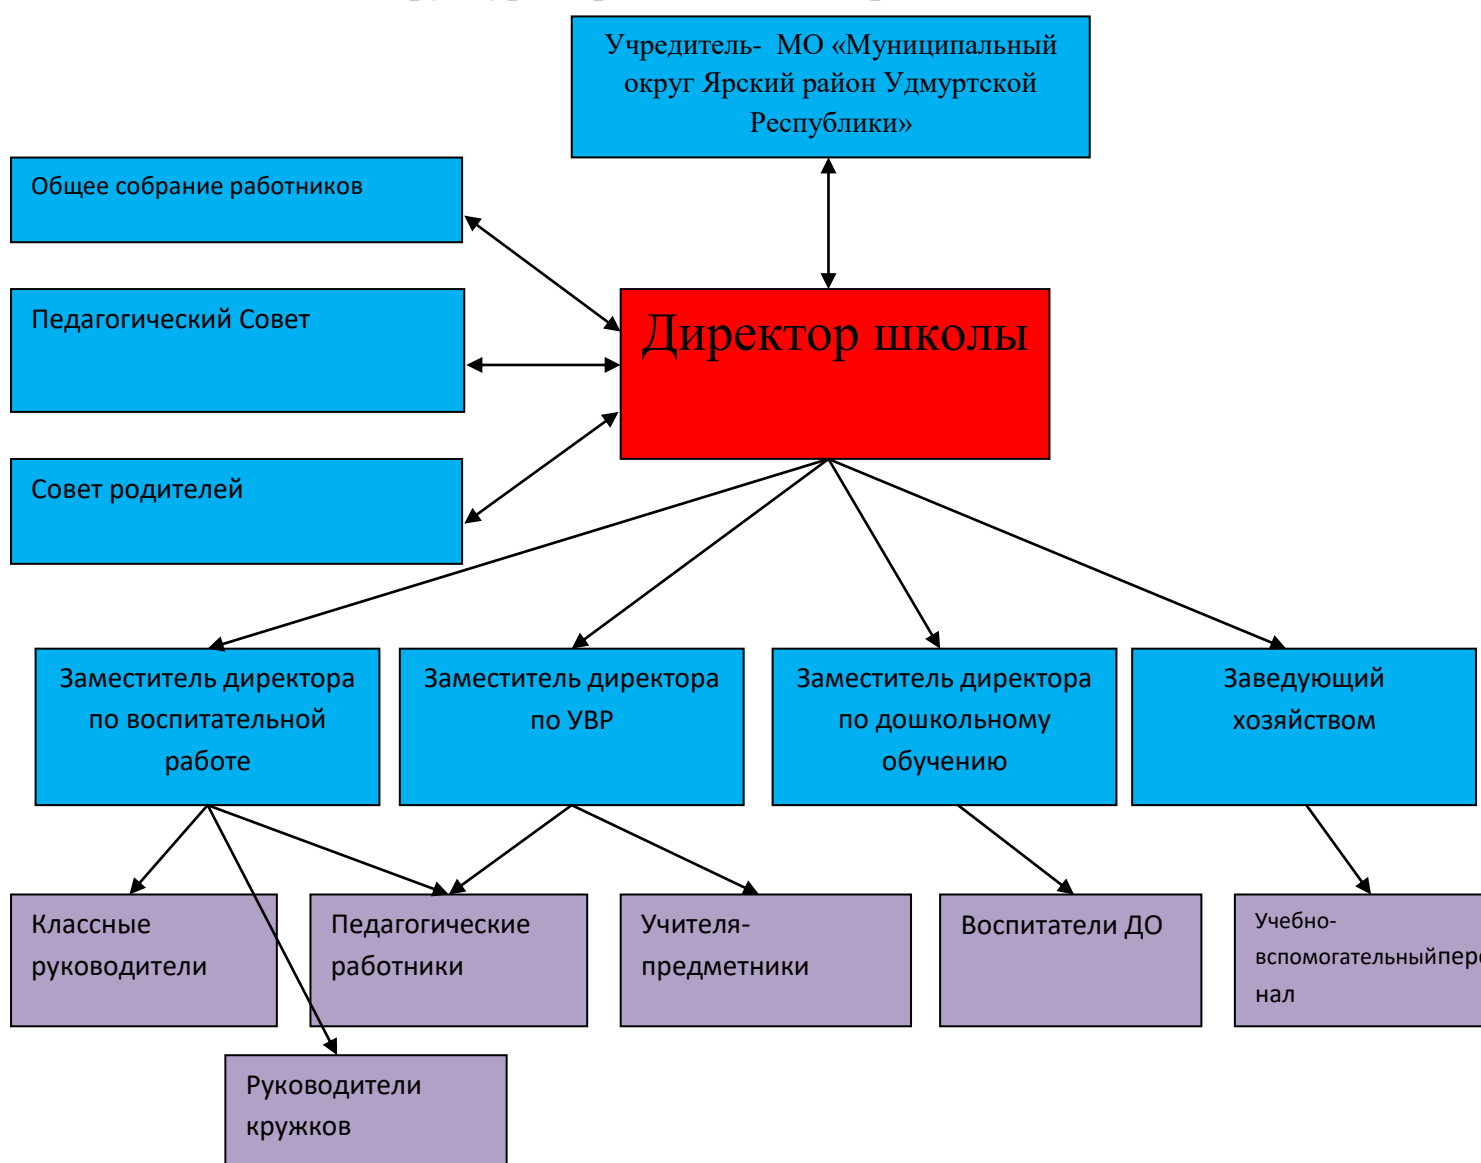 Учредитель- МО «Муниципальный
округ Ярский район Удмуртской
Республики»
Общее собрание работников
Педагогический Совет
Директор школы
Совет родителей
Заместитель директора
по воспитательной
работе
Заместитель директора
по УВР
Заместитель директора
по дошкольному
обучению
Заведующий
хозяйством
Классные
руководители
Педагогические
работники
Учителя-
предметники
Воспитатели ДО
Учебно-
вспомогательныйперс
нал
Руководители
кружков